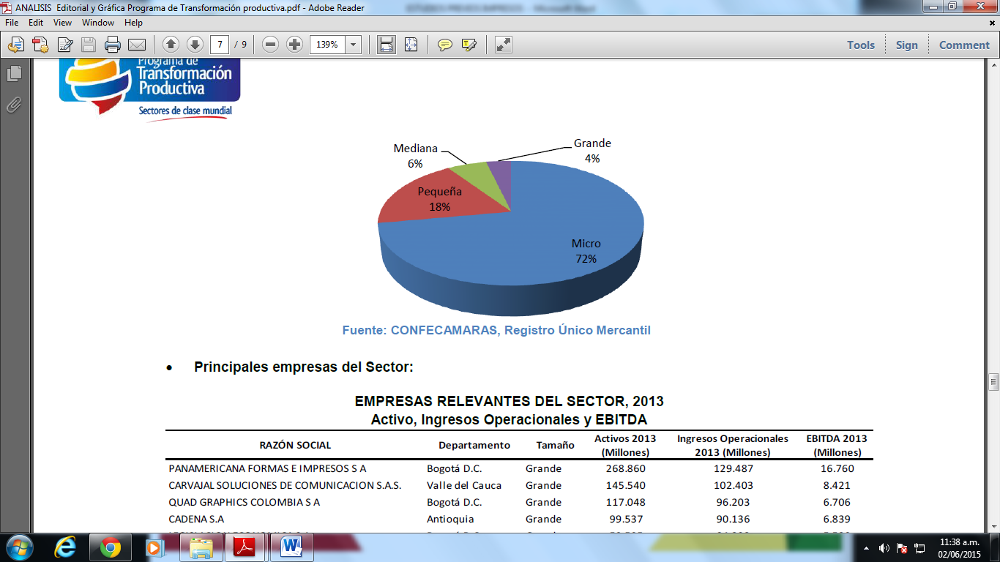 ANALISIS Editorial y Gráfica Programa de Transformación productiva.pdf - Adobe Reader
File Edit View Window Help
7 / 9 139% Tools Sign Comment
Programa de
Transformación
Productiva
Sectores de clase mundial
Mediana
6%
Grande
4%
Pequeña
18%
Micro
72%
Fuente: CONFECAMARAS, Registro Único Mercantil
• Principales empresas del Sector:
EMPRESAS RELEVANTES DEL SECTOR, 2013
Activo, Ingresos Operacionales y EBITDA
RAZÓN SOCIAL Departamento Tamaño Activos 2013 (Millones) Ingresos Operacionales 2013 (Millones) EBITDA 2013 (Millones)
PANAMERICANA FORMAS E IMPRESOS S A Bogotá D.C. Grande 268.860 129.487 16.760
CARVAJAL SOLUCIONES DE COMUNICACION S.A.S. Valle del Cauca Grande 145.540 102.403 8.421
QUAD GRAPHICS COLOMBIA S A Bogotá D.C. Grande 117.048 96.203 6.706
CADENA S.A Antioquia Grande 99.537 90.136 6.839
11:38 a.m.
02/06/2015